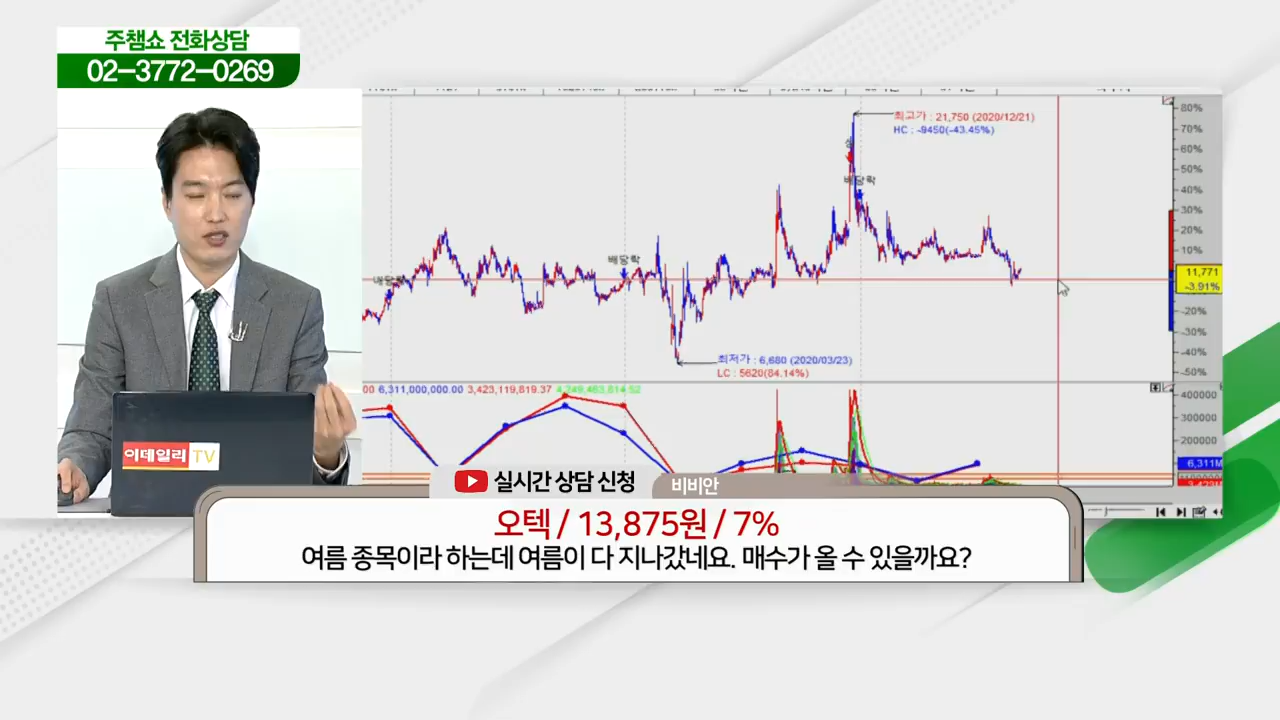 주챔쇼 전화상담
02-3772-0269
80%
최고가 : 21,750 (2020/12/21)
HC : -9450(-43.45%)
70%
60%
50%
40%
배당락
30%
20%
10%
배당락
11,771
-3.91%
-20%
-30%
최저가 : 6,680 (2020/03/23)
LC : 5620(84.14%)
-40%
-50%
00 6,311,000,000.00 3,423,119,819.37
400000
300000
200000
이데일리 TV
6,311M
실시간 상담 신청
비비안
오텍 / 13,875원 / 7%
여름 종목이라 하는데 여름이 다 지나갔네요. 매수가 올 수 있을까요?